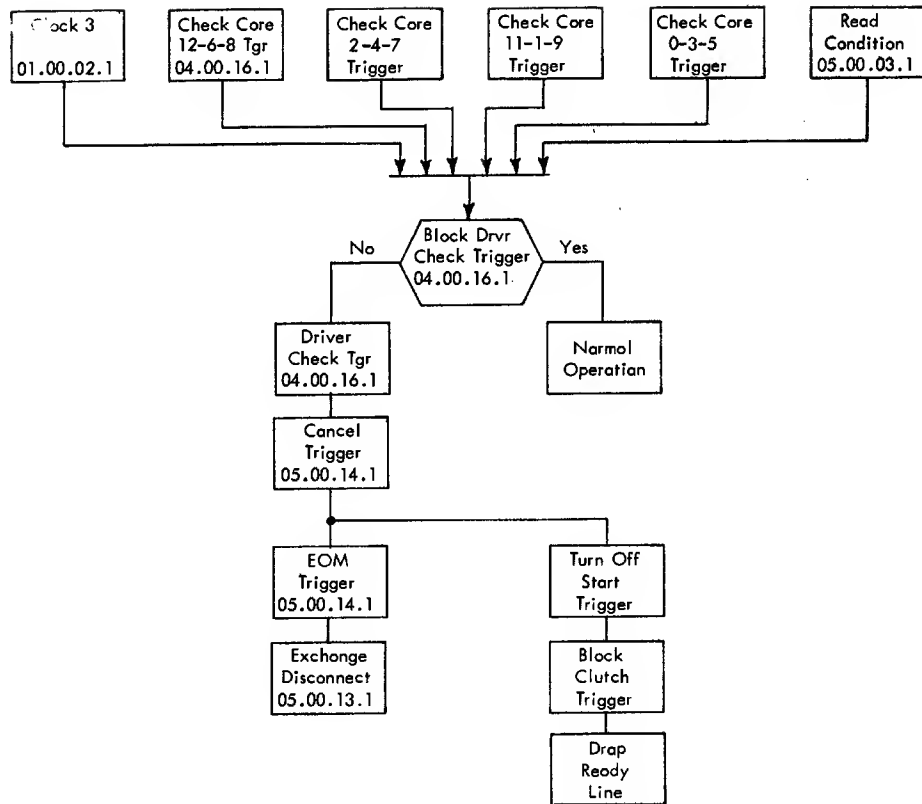 Clock 3
01.00.02.1
Check Core
12-6-8 Tgr
04.00.16.1
Check Core
2-4-7
Trigger
Check Core
11-1-9
Trigger
Check Core
0-3-5
Trigger
Read
Condition
05.00.03.1
No
Block Drvr
Check Trigger
04.00.16.1
Yes
Driver
Check Tgr
04.00.16.1
Narmol
Operation
Cancel
Trigger
05.00.14.1
EOM
Trigger
05.00.14.1
Turn Off
Start
Trigger
Exchange
Disconnect
05.00.13.1
Block
Clutch
Trigger
Drap
Reody
Line